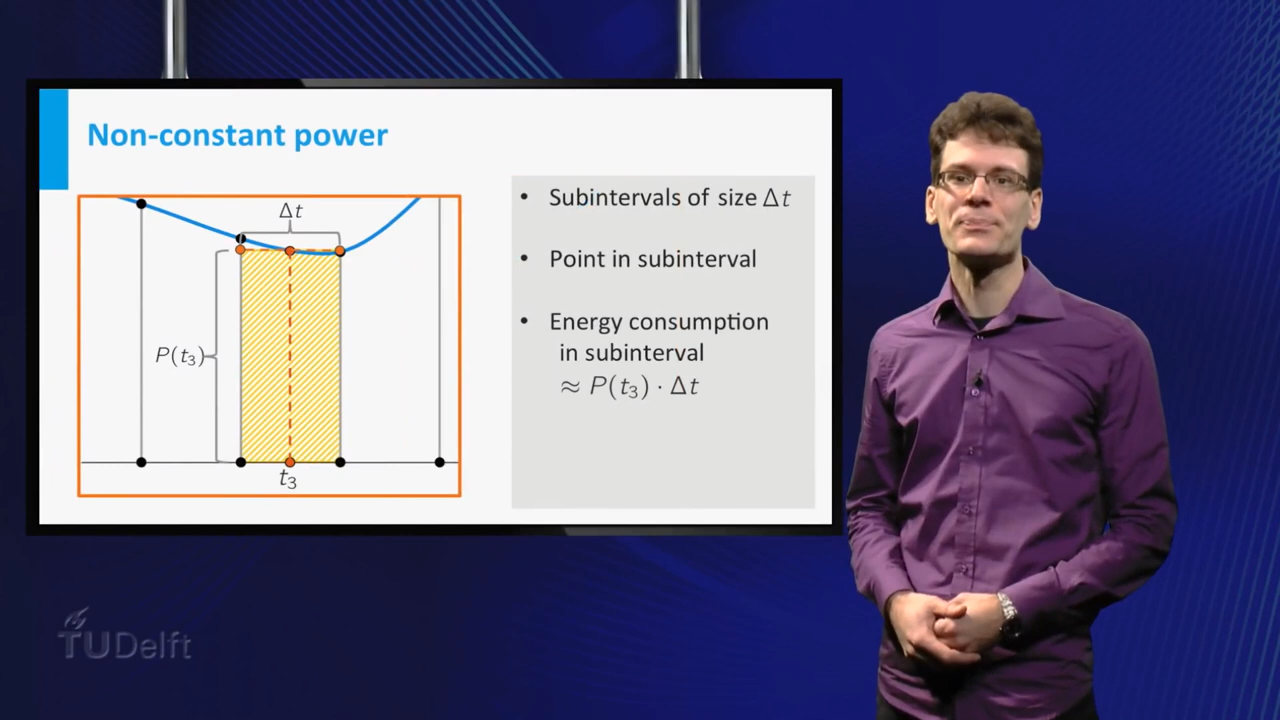 Non-constant power
Δt
P(t₃)
t₃
• Subintervals of size Δt
• Point in subinterval
• Energy consumption
in subinterval
≈ P(t₃) · Δt
TUDelft